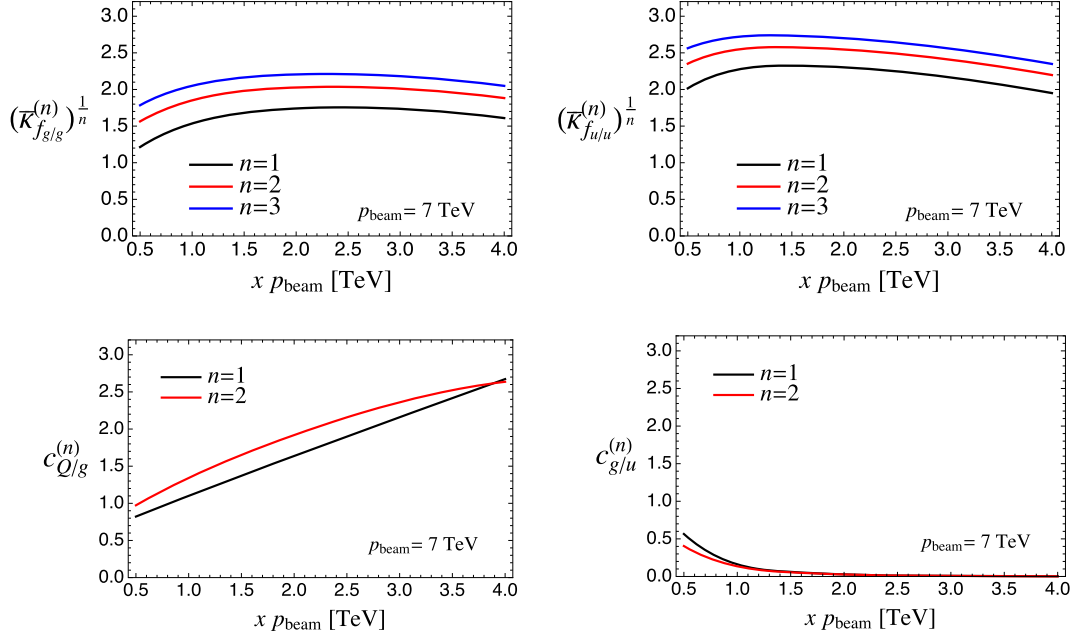 3.0
2.5
2.0
1.5
1.0
0.5
0.0
(κ̄_{f_{g/g}}^{(n)})^{1/n}
n=1
n=2
n=3
p_beam= 7 TeV
0.5 1.0 1.5 2.0 2.5 3.0 3.5 4.0
x p_beam [TeV]
3.0
2.5
2.0
1.5
1.0
0.5
0.0
(κ̄_{f_{u/u}}^{(n)})^{1/n}
n=1
n=2
n=3
p_beam= 7 TeV
0.5 1.0 1.5 2.0 2.5 3.0 3.5 4.0
x p_beam [TeV]
3.0
2.5
2.0
1.5
1.0
0.5
0.0
c_{Q/g}^{(n)}
n=1
n=2
p_beam= 7 TeV
0.5 1.0 1.5 2.0 2.5 3.0 3.5 4.0
x p_beam [TeV]
3.0
2.5
2.0
1.5
1.0
0.5
0.0
c_{g/u}^{(n)}
n=1
n=2
p_beam= 7 TeV
0.5 1.0 1.5 2.0 2.5 3.0 3.5 4.0
x p_beam [TeV]